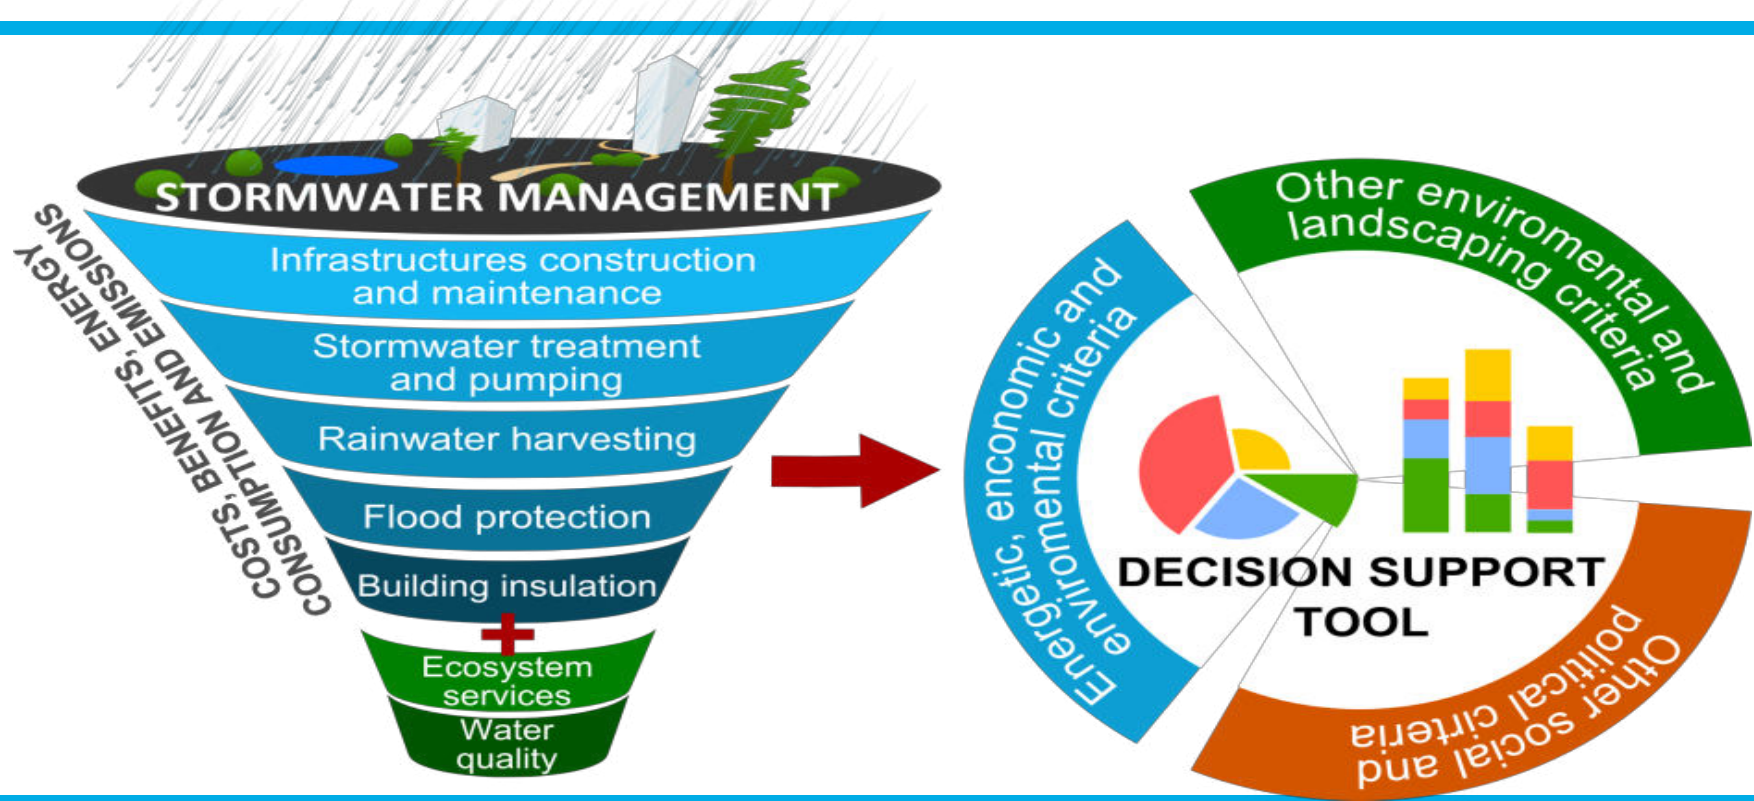 STORMWATER MANAGEMENT
Infrastructures construction
and maintenance
Stormwater treatment
and pumping
Rainwater harvesting
Flood protection
Building insulation
Ecosystem
services
Water
quality
COSTS, BENEFITS, ENERGY
CONSUMPTION AND EMISSIONS
Energetic, enconomic and
enviromental criteria
Other enviromental and
landscaping criteria
DECISION SUPPORT
TOOL
Other social and
political cirteria